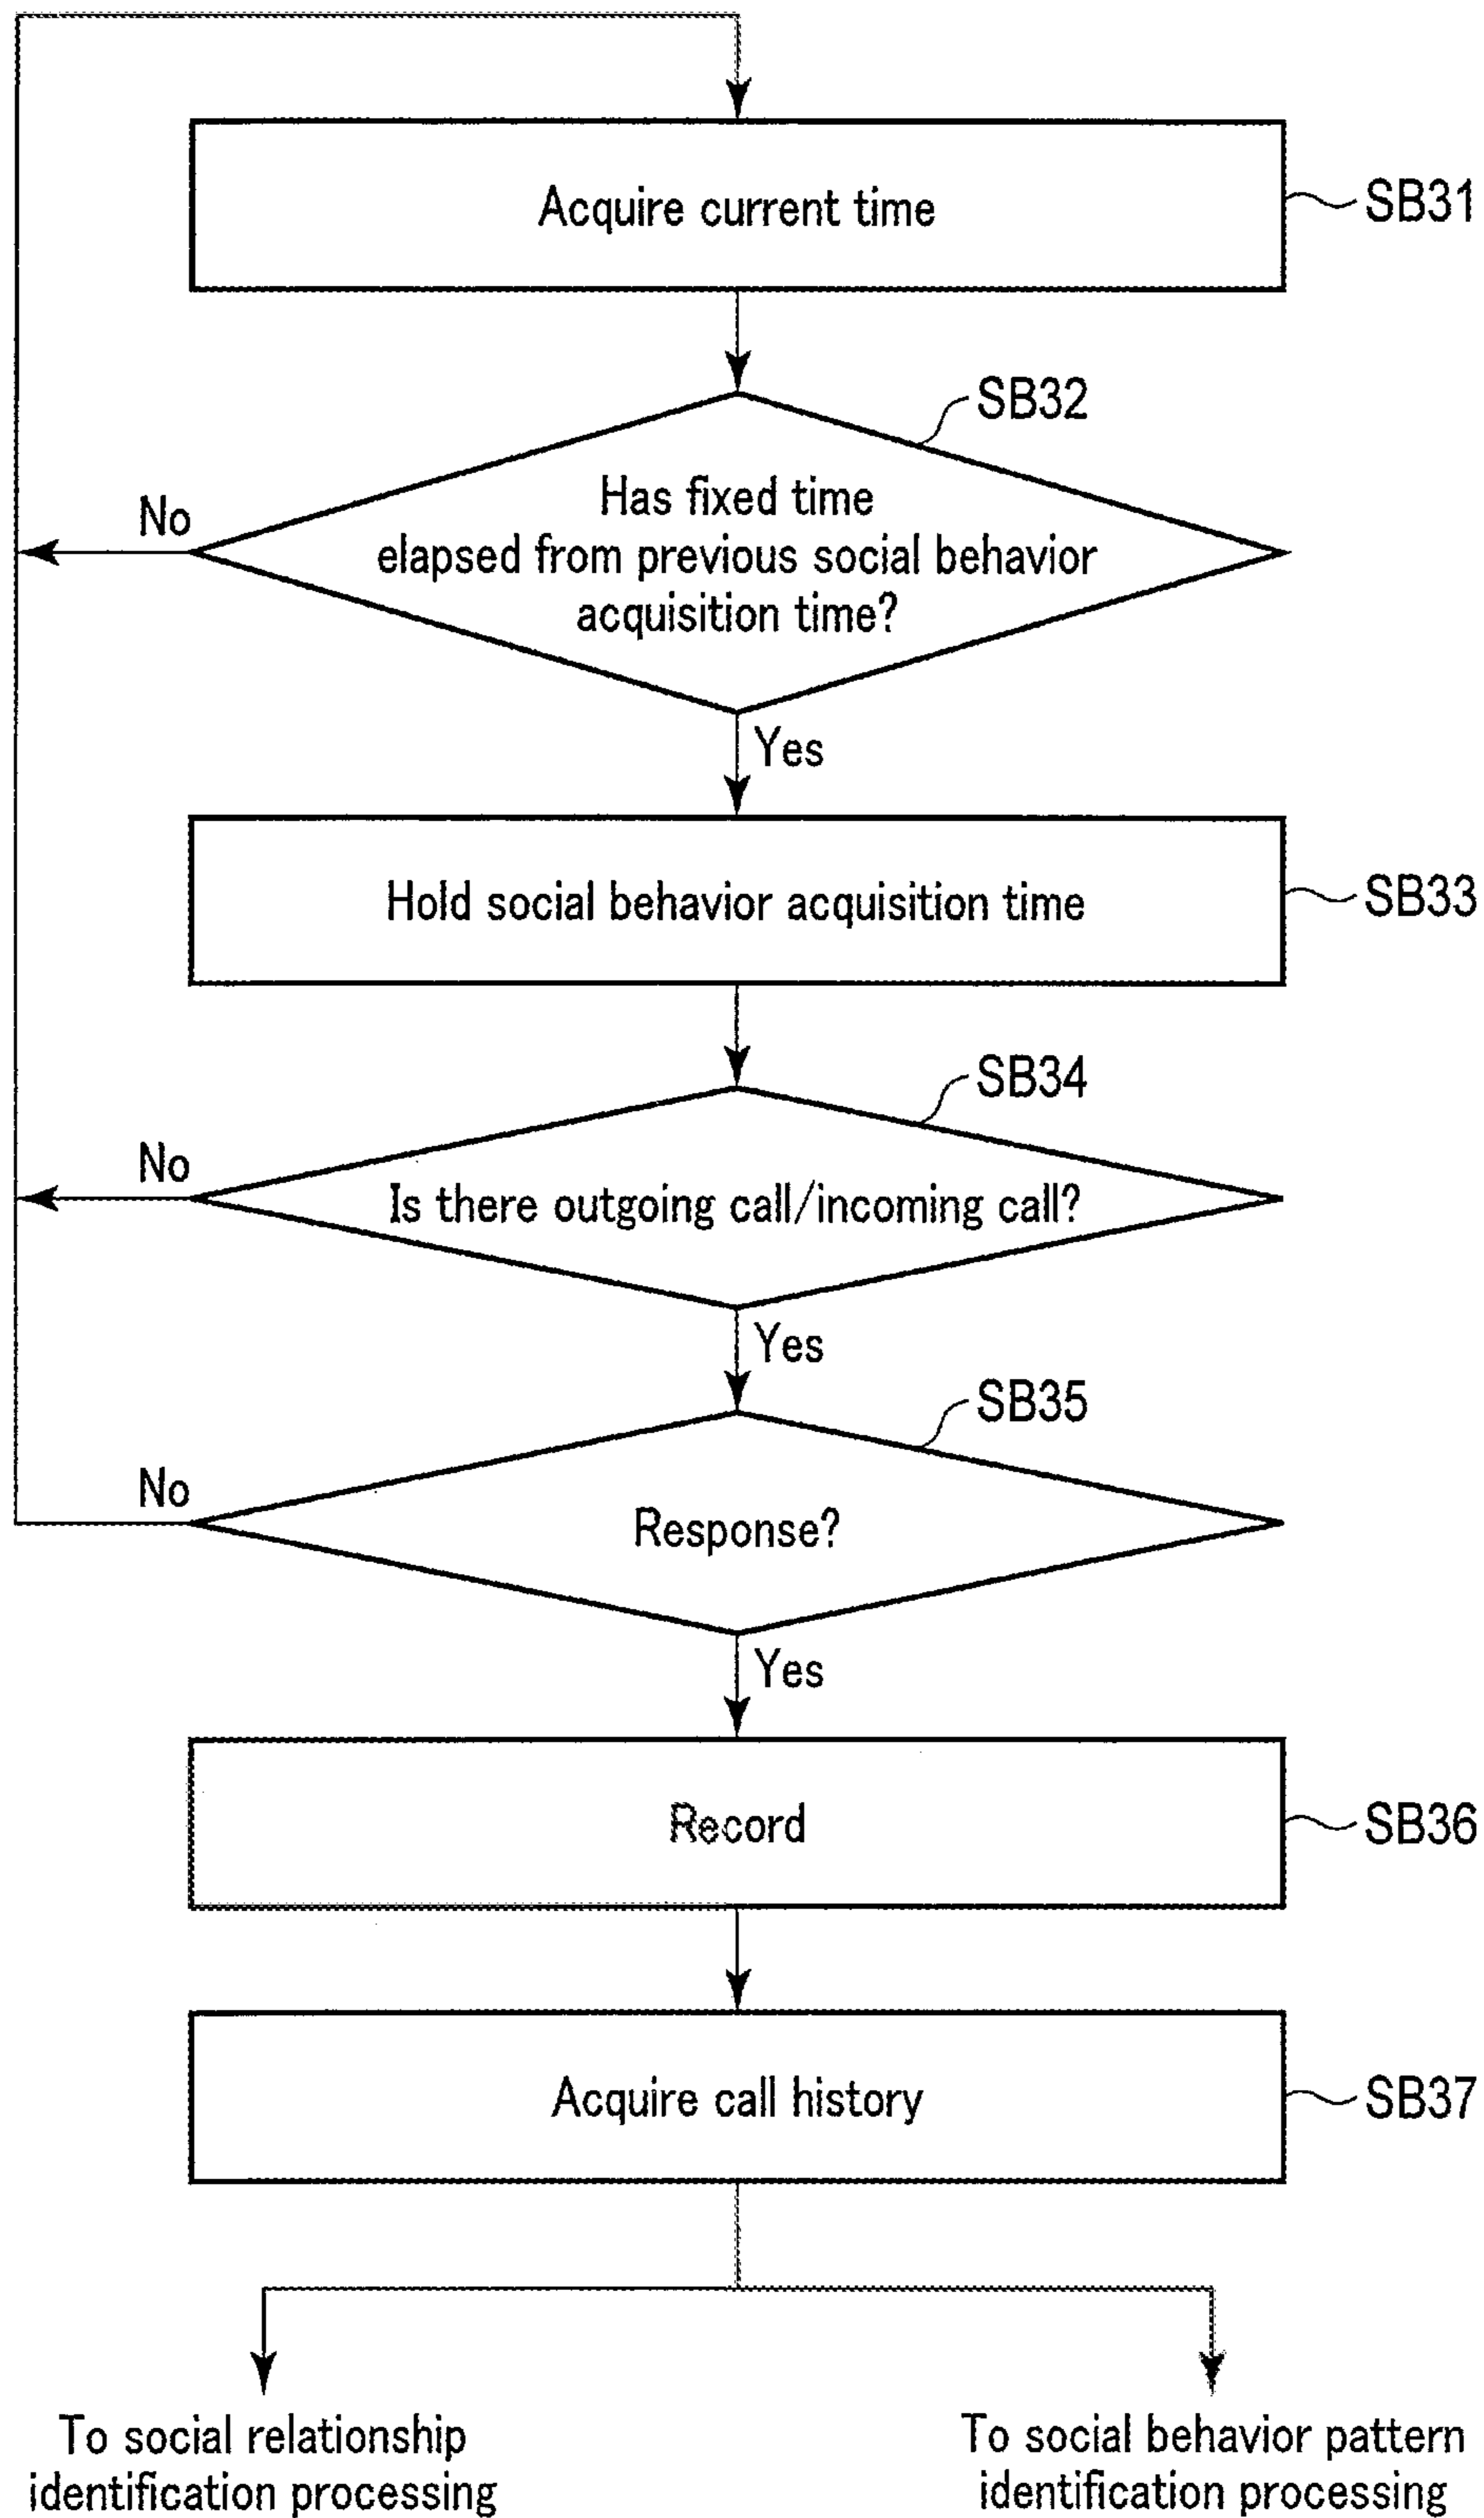 Acquire current time
SB31
SB32
Has fixed time
elapsed from previous social behavior
acquisition time?
No
Yes
Hold social behavior acquisition time
SB33
SB34
No
Is there outgoing call/incoming call?
Yes
SB35
No
Response?
Yes
Record
SB36
Acquire call history
SB37
To social relationship
identification processing
To social behavior pattern
identification processing